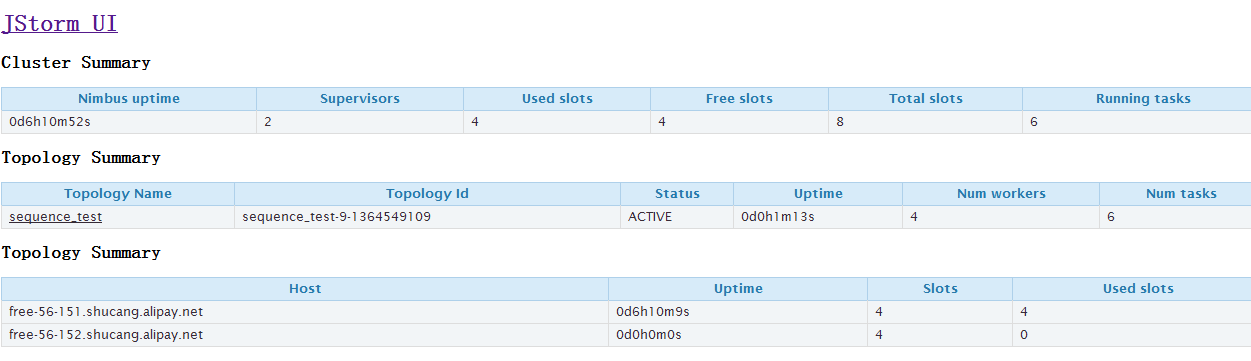 JStorm UI
Cluster Summary
Nimbus uptime Supervisors Used slots Free slots Total slots Running tasks
0d6h10m52s 2 4 4 8 6
Topology Summary
Topology Name Topology Id Status Uptime Num workers Num tasks
sequence_test sequence_test-9-1364549109 ACTIVE 0d0h1m13s 4 6
Topology Summary
Host Uptime Slots Used slots
free-56-151.shucang.alipay.net 0d6h10m9s 4 4
free-56-152.shucang.alipay.net 0d0h0m0s 4 0